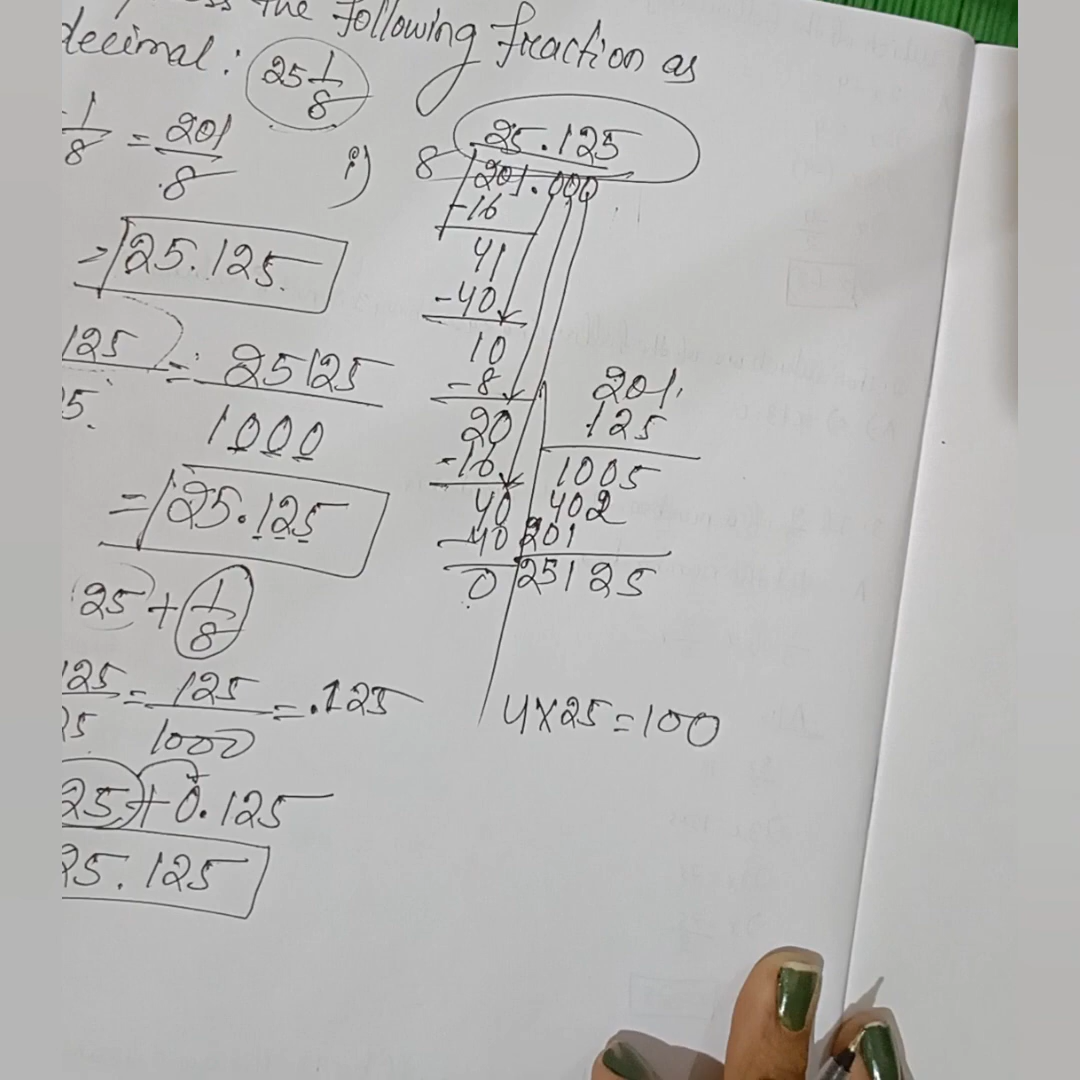 the following fraction as
decimal: 25 1/8
1/8 = 201/8
= 25.125
125 = 25125/1000
5.
= 25.125
25 + 1/8
125/25 = 125/1000 = .125
25 + 0.125
25.125
i)
25.125
8 201.000
-16
41
-40
10
-8
20
-16
40
-40
0
201
125
1005
402
201
25125
4×25=100